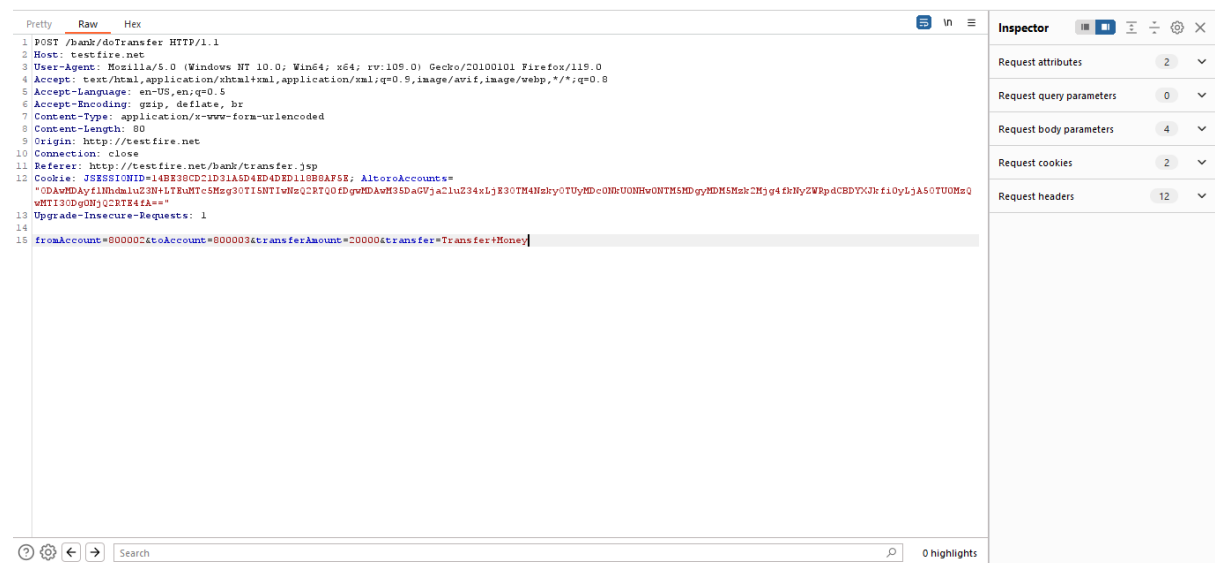 Pretty Raw Hex
\n
1 POST /bank/doTransfer HTTP/1.1
2 Host: testfire.net
3 User-Agent: Mozilla/5.0 (Windows NT 10.0; Win64; x64; rv:109.0) Gecko/20100101 Firefox/119.0
4 Accept: text/html,application/xhtml+xml,application/xml;q=0.9,image/avif,image/webp,*/*;q=0.8
5 Accept-Language: en-US,en;q=0.5
6 Accept-Encoding: gzip, deflate, br
7 Content-Type: application/x-www-form-urlencoded
8 Content-Length: 80
9 Origin: http://testfire.net
10 Connection: close
11 Referer: http://testfire.net/bank/transfer.jsp
12 Cookie: JSESSIONID=14BE38CD21D31A5D4ED4DED118B8AF5E; AltoroAccounts=
13 Upgrade-Insecure-Requests: 1
14
15 fromAccount=800002&toAccount=800003&transferAmount=20000&transfer=Transfer+Money
Search
0 highlights
Inspector
Request attributes 2
Request query parameters 0
Request body parameters 4
Request cookies 2
Request headers 12